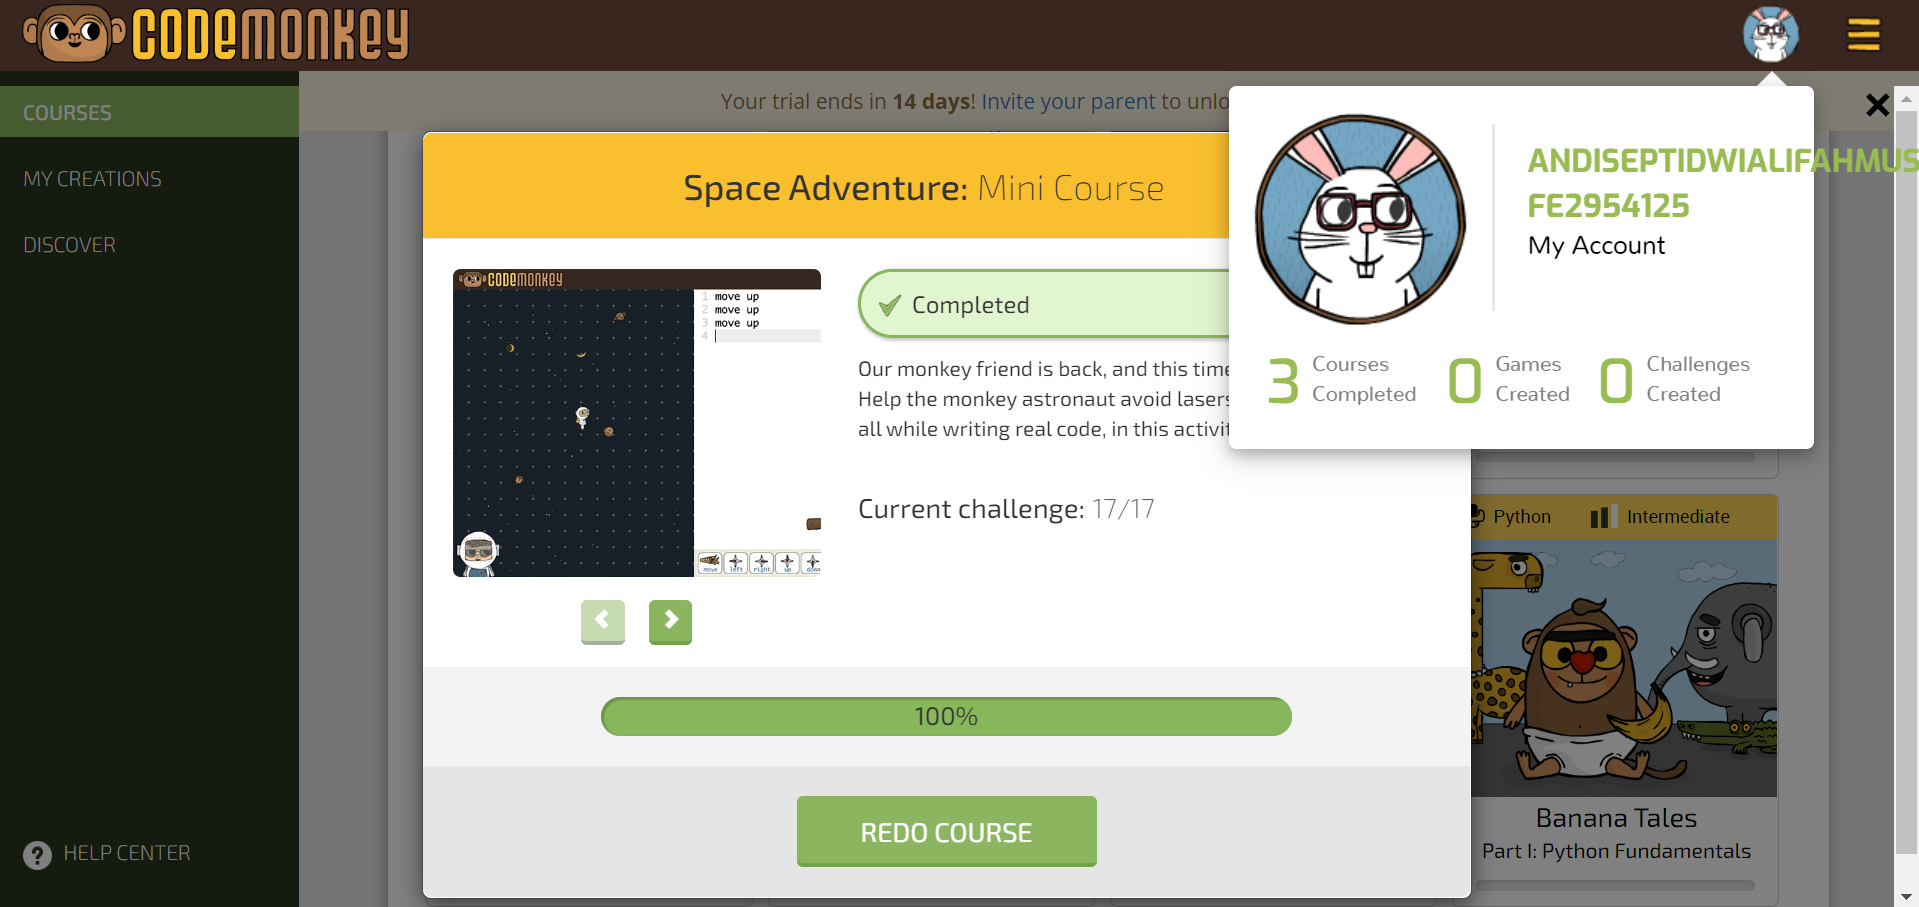 CODEMONKEY
COURSES
MY CREATIONS
DISCOVER
HELP CENTER
Your trial ends in 14 days! Invite your parent to unlo
Space Adventure: Mini Course
CODEMONKEY
1 move up
2 move up
3 move up
4
move left right up down
Completed
Our monkey friend is back, and this time
Help the monkey astronaut avoid lasers
all while writing real code, in this activit
Current challenge: 17/17
100%
REDO COURSE
ANDISEPTIDWIALIFAHMUS
FE2954125
My Account
3 Courses Completed
0 Games Created
0 Challenges Created
Python Intermediate
Banana Tales
Part I: Python Fundamentals